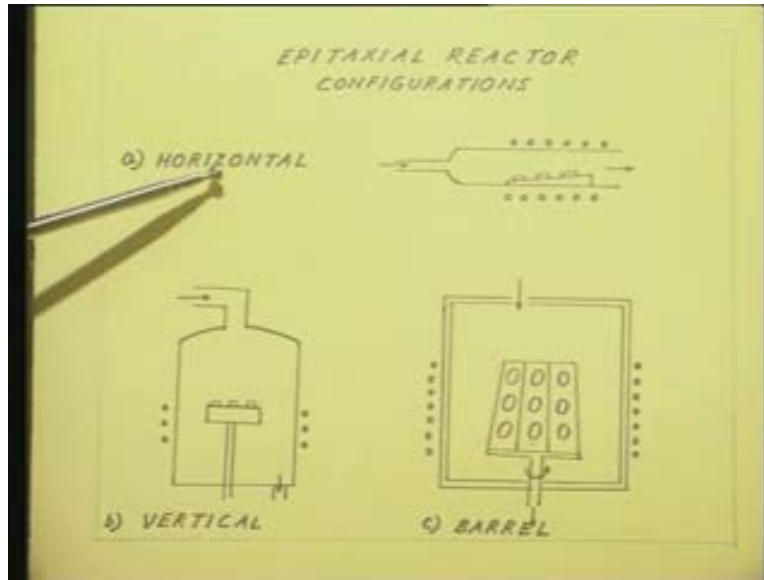 EPITAXIAL REACTOR
CONFIGURATIONS
a) HORIZONTAL
b) VERTICAL
c) BARREL